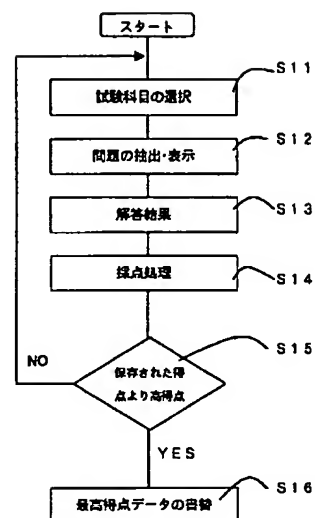 スタート
試験科目の選択
S11
問題の抽出・表示
S12
解答結果
S13
採点処理
S14
保存された得
点より高得点
S15
NO
YES
最高得点データの書替
S16